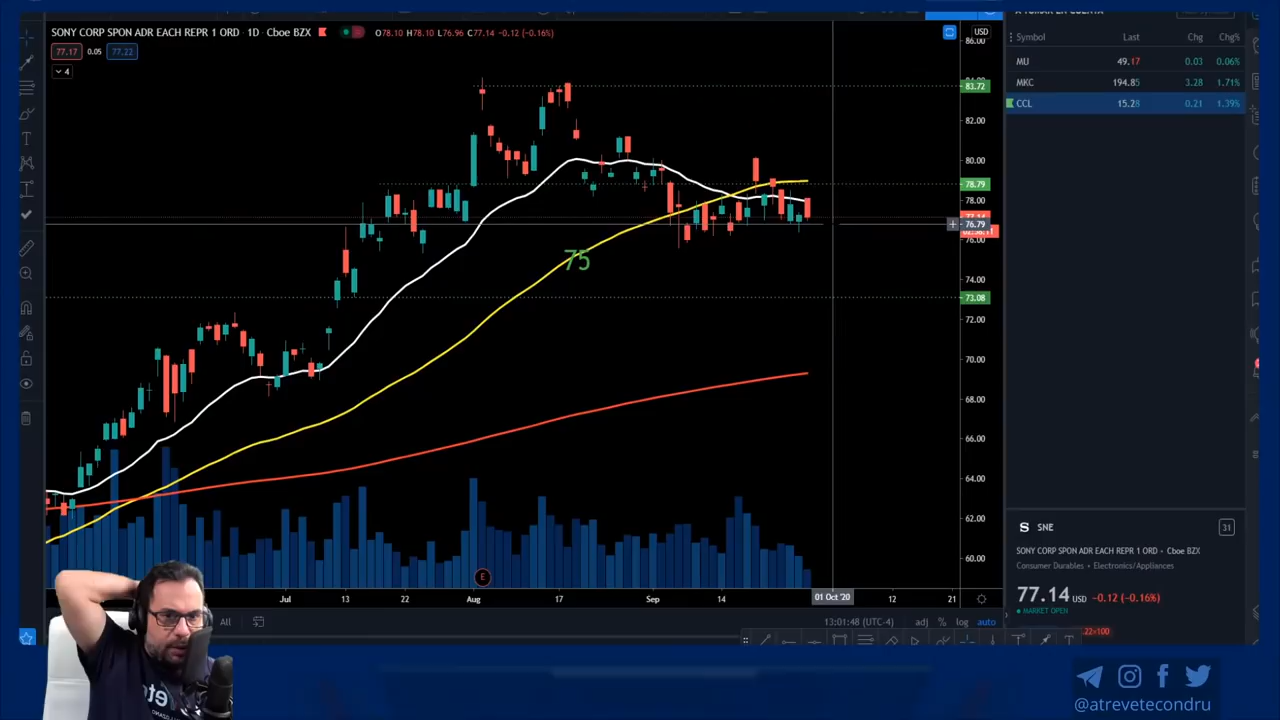 SONY CORP SPON ADR EACH REPR 1 ORD · 1D · Cboe BZX O78.10 H78.10 L76.96 C77.14 -0.12 (-0.16%)
77.17 0.05 77.22
4
USD
86.00
83.72
82.00
80.00
78.79
78.00
76.79
76.00
74.00
73.08
72.00
70.00
68.00
66.00
64.00
62.00
60.00
75
E
Jul 13 22 Aug 17 Sep 14 01 Oct '20 12 21
All
13:01:48 (UTC-4) adj % log auto
Symbol Last Chg Chg%
MU 49.17 0.03 0.06%
MKC 194.85 3.28 1.71%
CCL 15.28 0.21 1.39%
S SNE 31
SONY CORP SPON ADR EACH REPR 1 ORD · Cboe BZX
Consumer Durables · Electronics/Appliances
77.14 USD -0.12 (-0.16%)
MARKET OPEN
.22×100
@atrevetecondru